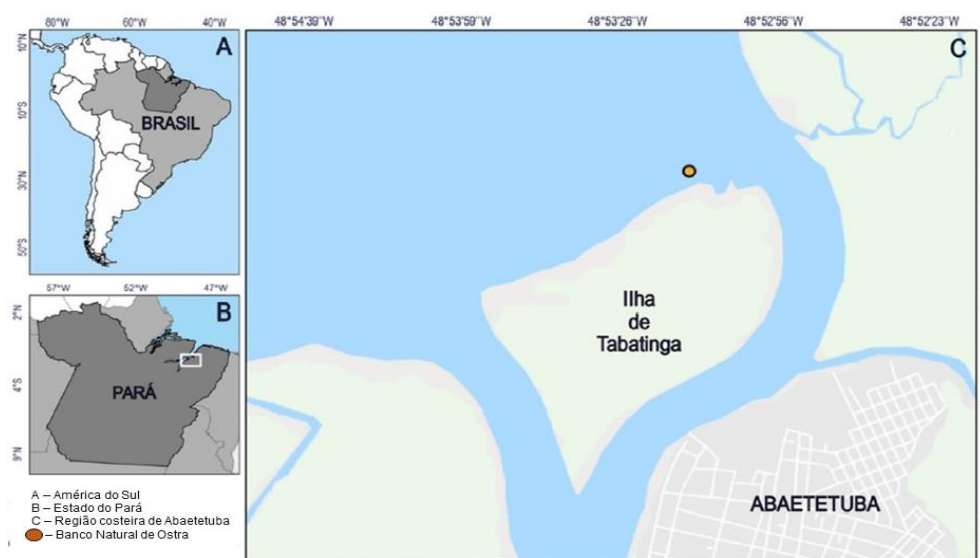 80°W 60°W 40°W
A
10°N
10°S
30°S
50°S
BRASIL
57°W 52°W 47°W
B
2°N
4°S
9°N
PARÁ
A – América do Sul
B – Estado do Pará
C – Região costeira de Abaetetuba
– Banco Natural de Ostra
48°54'39"W 48°53'59"W 48°53'26"W 48°52'56"W 48°52'23"W
C
Ilha
de
Tabatinga
ABAETETUBA